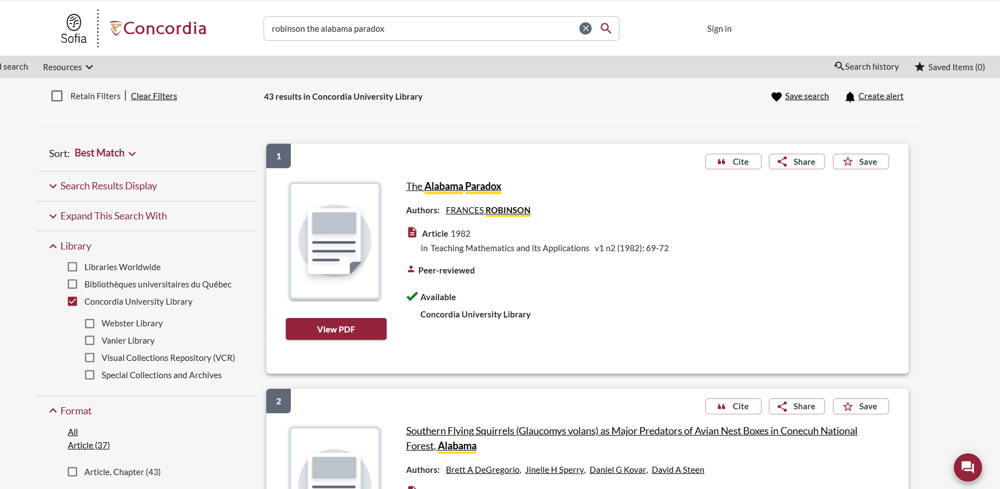 Sofia
Concordia
robinson the alabama paradox
Sign in
search
Resources
Search history
Saved Items (0)
Retain Filters
Clear Filters
43 results in Concordia University Library
Save search
Create alert
Sort: Best Match
Search Results Display
Expand This Search With
Library
Libraries Worldwide
Bibliothèques universitaires du Québec
Concordia University Library
Webster Library
Vanier Library
Visual Collections Repository (VCR)
Special Collections and Archives
Format
All
Article (37)
Article, Chapter (43)
1
Cite
Share
Save
The Alabama Paradox
Authors: FRANCES ROBINSON
Article 1982
in Teaching Mathematics and its Applications v1 n2 (1982): 69-72
Peer-reviewed
Available
Concordia University Library
View PDF
2
Cite
Share
Save
Southern Flying Squirrels (Glaucomys volans) as Major Predators of Avian Nest Boxes in Conecuh National
Forest, Alabama
Authors: Brett A DeGregorio, Jinelle H Sperry, Daniel G Kovar, David A Steen